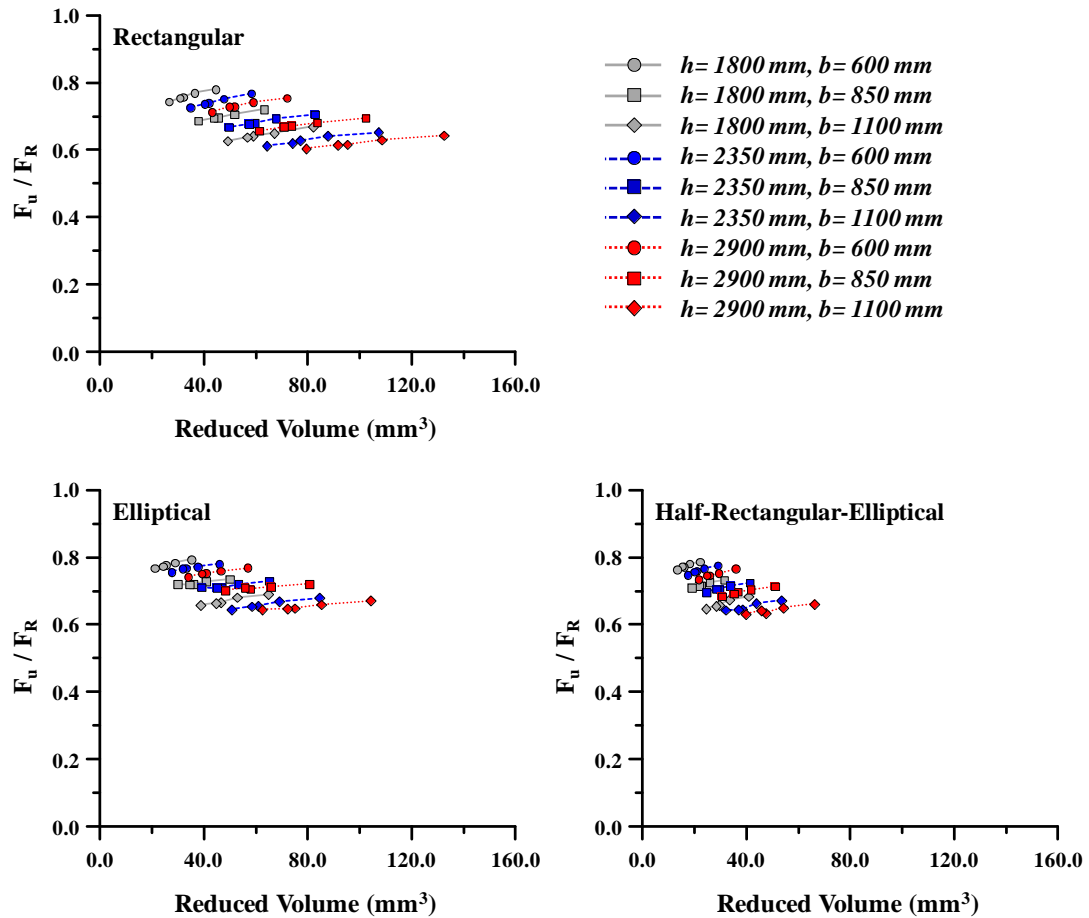 1.0
Rectangular
0.8
0.6
0.4
0.2
0.0
F_u / F_R
0.0 40.0 80.0 120.0 160.0
Reduced Volume (mm³)
h= 1800 mm, b= 600 mm
h= 1800 mm, b= 850 mm
h= 1800 mm, b= 1100 mm
h= 2350 mm, b= 600 mm
h= 2350 mm, b= 850 mm
h= 2350 mm, b= 1100 mm
h= 2900 mm, b= 600 mm
h= 2900 mm, b= 850 mm
h= 2900 mm, b= 1100 mm
1.0
Elliptical
0.8
0.6
0.4
0.2
0.0
F_u / F_R
0.0 40.0 80.0 120.0 160.0
Reduced Volume (mm³)
1.0
Half-Rectangular-Elliptical
0.8
0.6
0.4
0.2
0.0
F_u / F_R
0.0 40.0 80.0 120.0 160.0
Reduced Volume (mm³)